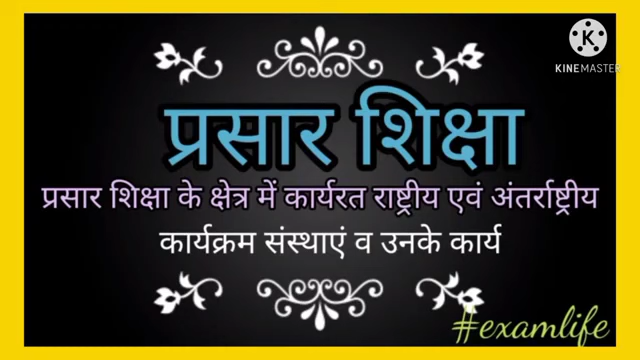 K
KINEMASTER
प्रसार शिक्षा
प्रसार शिक्षा के क्षेत्र में कार्यरत राष्ट्रीय एवं अंतर्राष्ट्रीय
कार्यक्रम संस्थाएं व उनके कार्य
#examlife